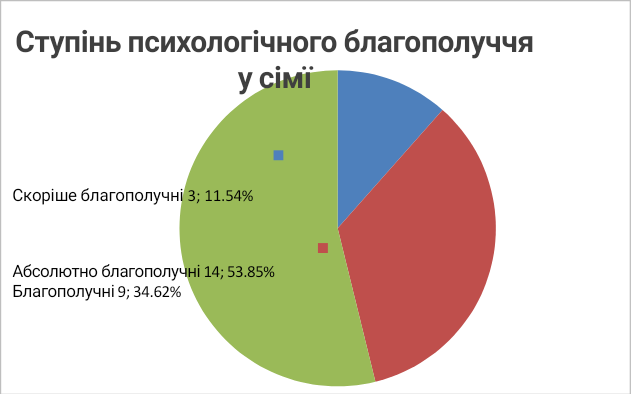 Ступінь психологічного благополуччя
у сімї
Скоріше благополучні 3; 11.54%
Абсолютно благополучні 14; 53.85%
Благополучні 9; 34.62%